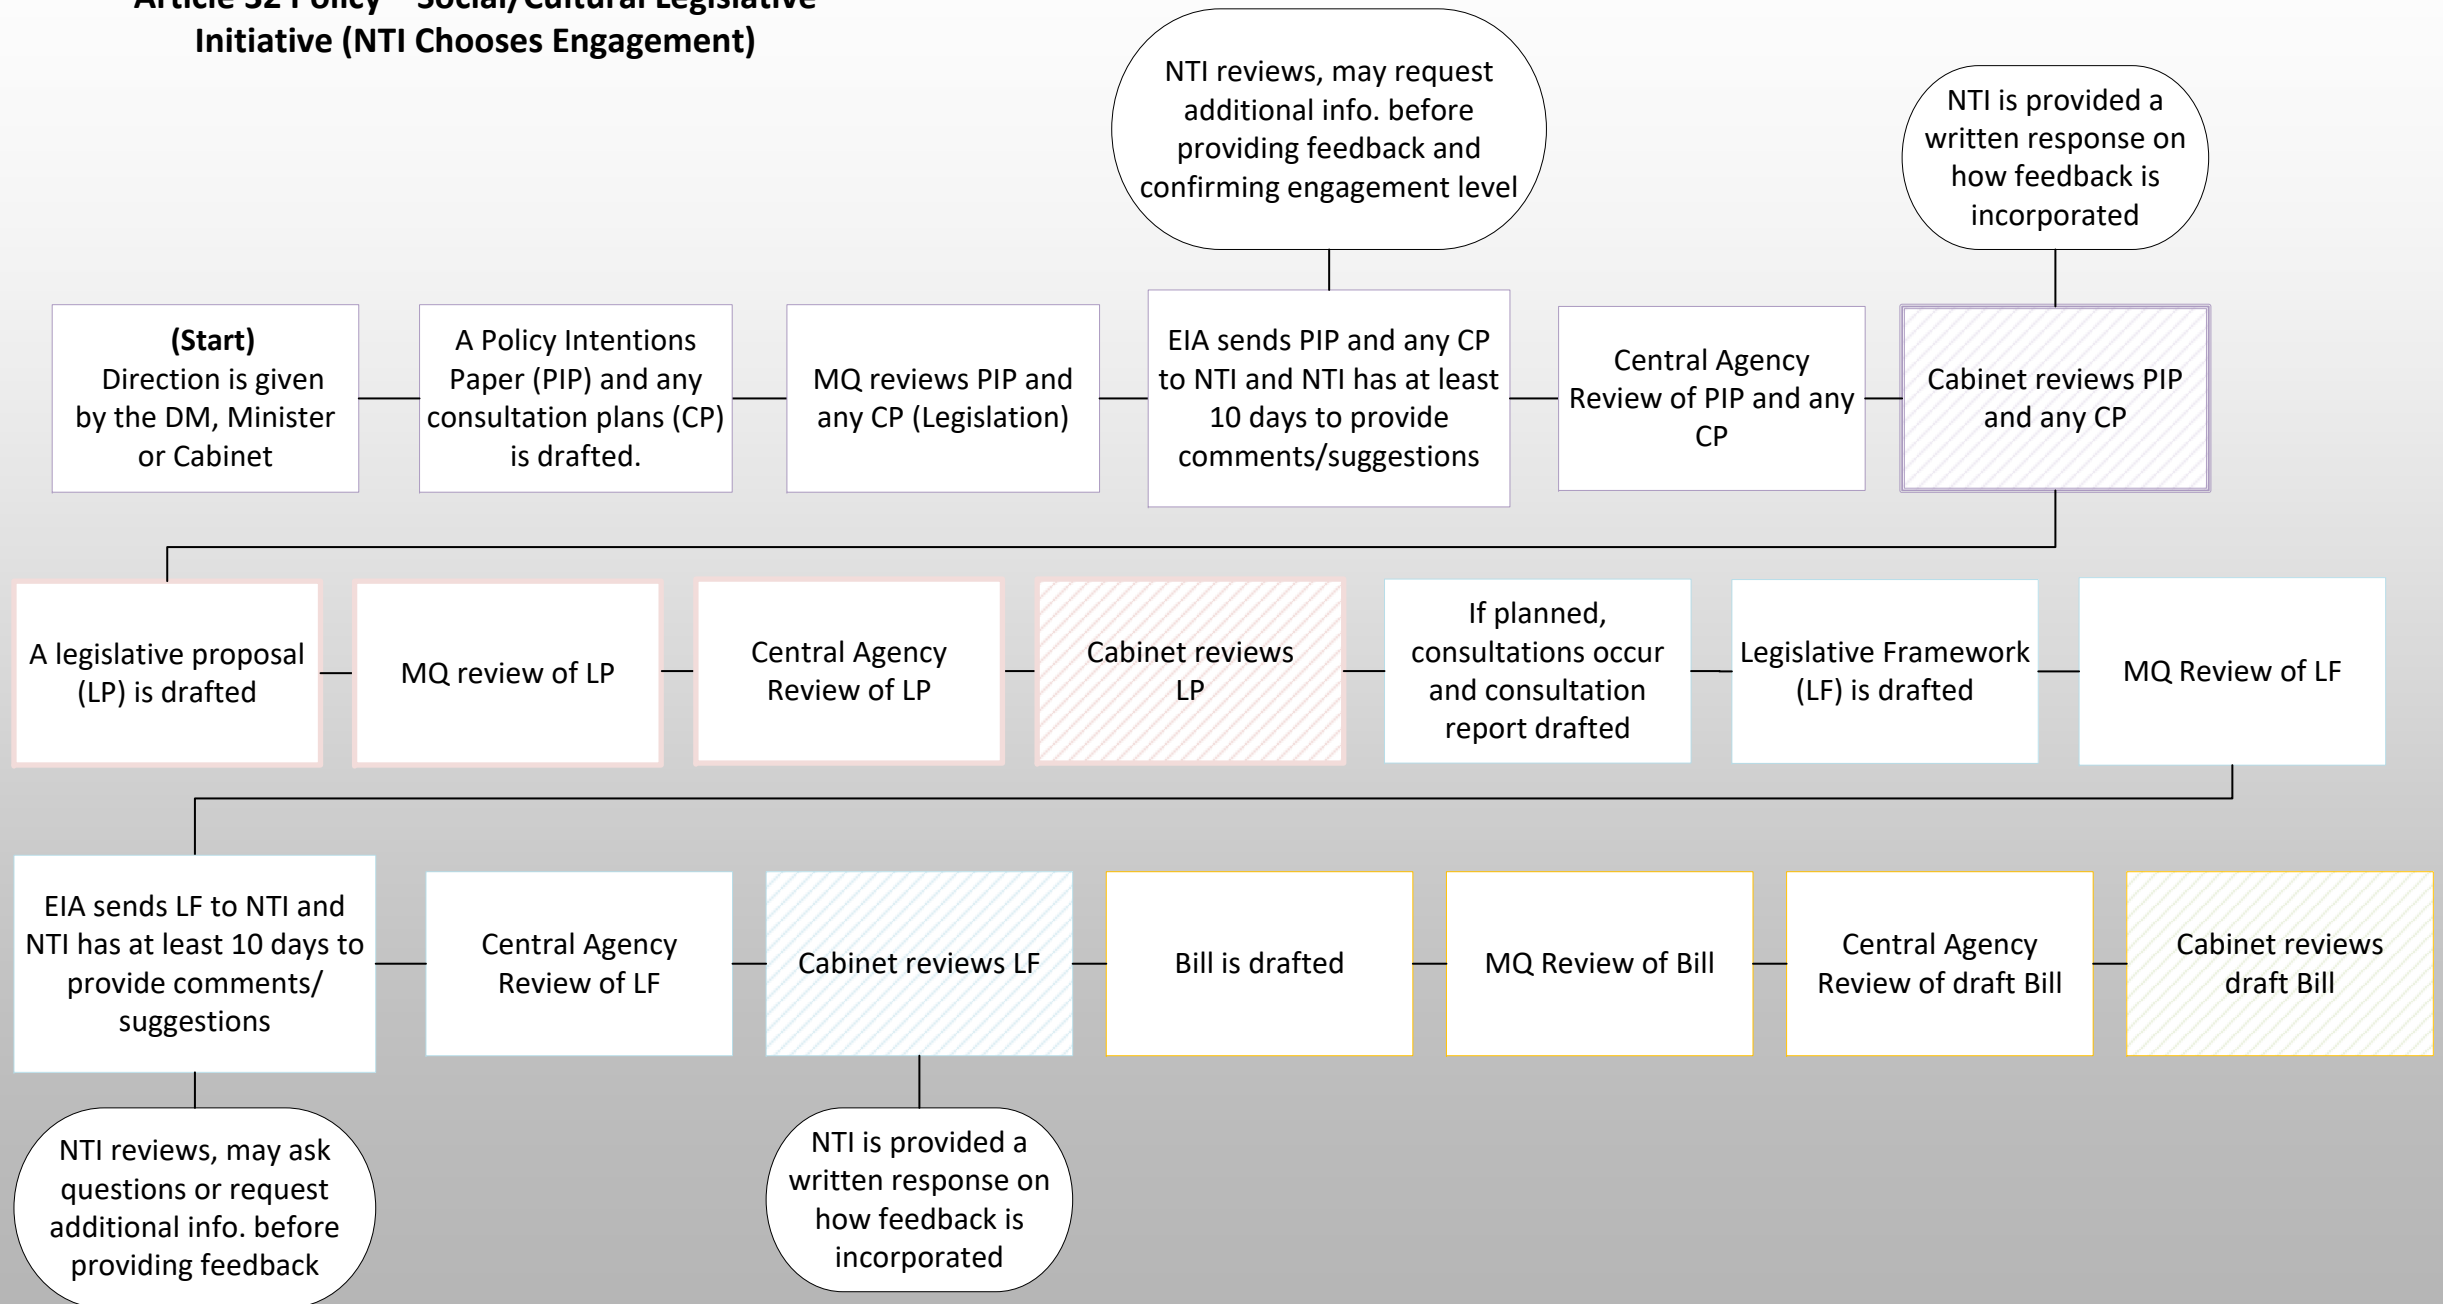 Article 32 Policy – Social/Cultural Legislative
Initiative (NTI Chooses Engagement)
NTI reviews, may request
additional info. before
providing feedback and
confirming engagement level
NTI is provided a
written response on
how feedback is
incorporated
(Start)
Direction is given
by the DM, Minister
or Cabinet
A Policy Intentions
Paper (PIP) and any
consultation plans (CP)
is drafted.
MQ reviews PIP and
any CP (Legislation)
EIA sends PIP and any CP
to NTI and NTI has at least
10 days to provide
comments/suggestions
Central Agency
Review of PIP and any
CP
Cabinet reviews PIP
and any CP
A legislative proposal
(LP) is drafted
MQ review of LP
Central Agency
Review of LP
Cabinet reviews
LP
If planned,
consultations occur
and consultation
report drafted
Legislative Framework
(LF) is drafted
MQ Review of LF
EIA sends LF to NTI and
NTI has at least 10 days to
provide comments/
suggestions
Central Agency
Review of LF
Cabinet reviews LF
Bill is drafted
MQ Review of Bill
Central Agency
Review of draft Bill
Cabinet reviews
draft Bill
NTI reviews, may ask
questions or request
additional info. before
providing feedback
NTI is provided a
written response on
how feedback is
incorporated